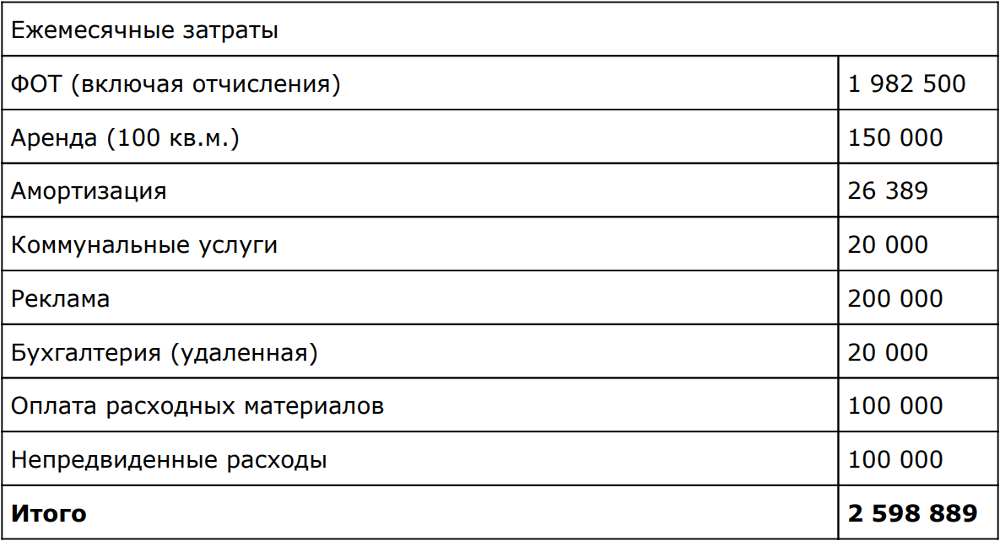 Ежемесячные затраты
ФОТ (включая отчисления) 1 982 500
Аренда (100 кв.м.) 150 000
Амортизация 26 389
Коммунальные услуги 20 000
Реклама 200 000
Бухгалтерия (удаленная) 20 000
Оплата расходных материалов 100 000
Непредвиденные расходы 100 000
Итого 2 598 889